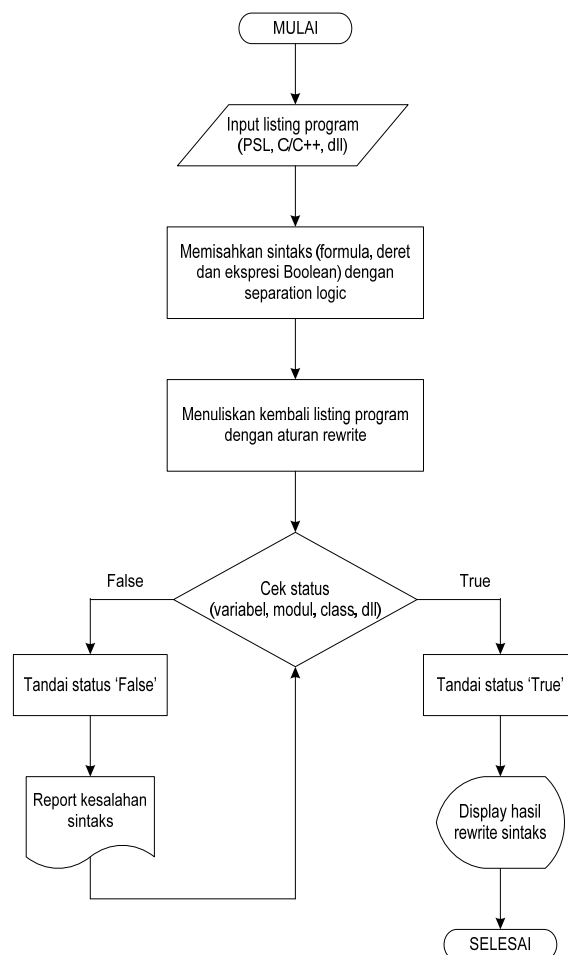 MULAI
Input listing program
(PSL, C/C++, dll)
Memisahkan sintaks (formula, deret
dan ekspresi Boolean) dengan
separation logic
Menuliskan kembali listing program
dengan aturan rewrite
False
True
Cek status
(variabel, modul, class, dll)
Tandai status ‘False’
Tandai status ‘True’
Report kesalahan
sintaks
Display hasil
rewrite sintaks
SELESAI